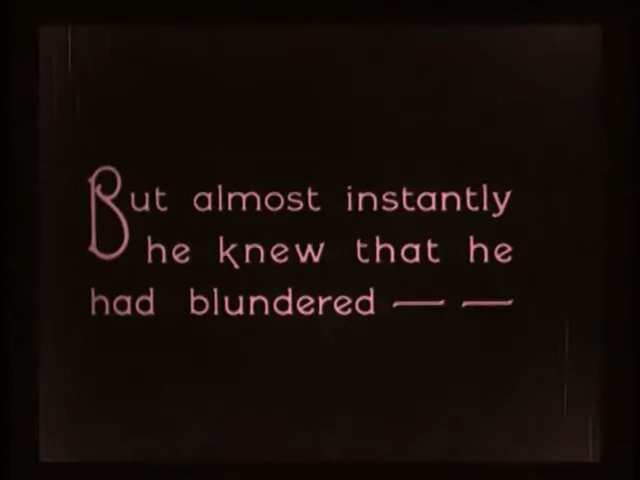 But almost instantly
he knew that he
had blundered — —